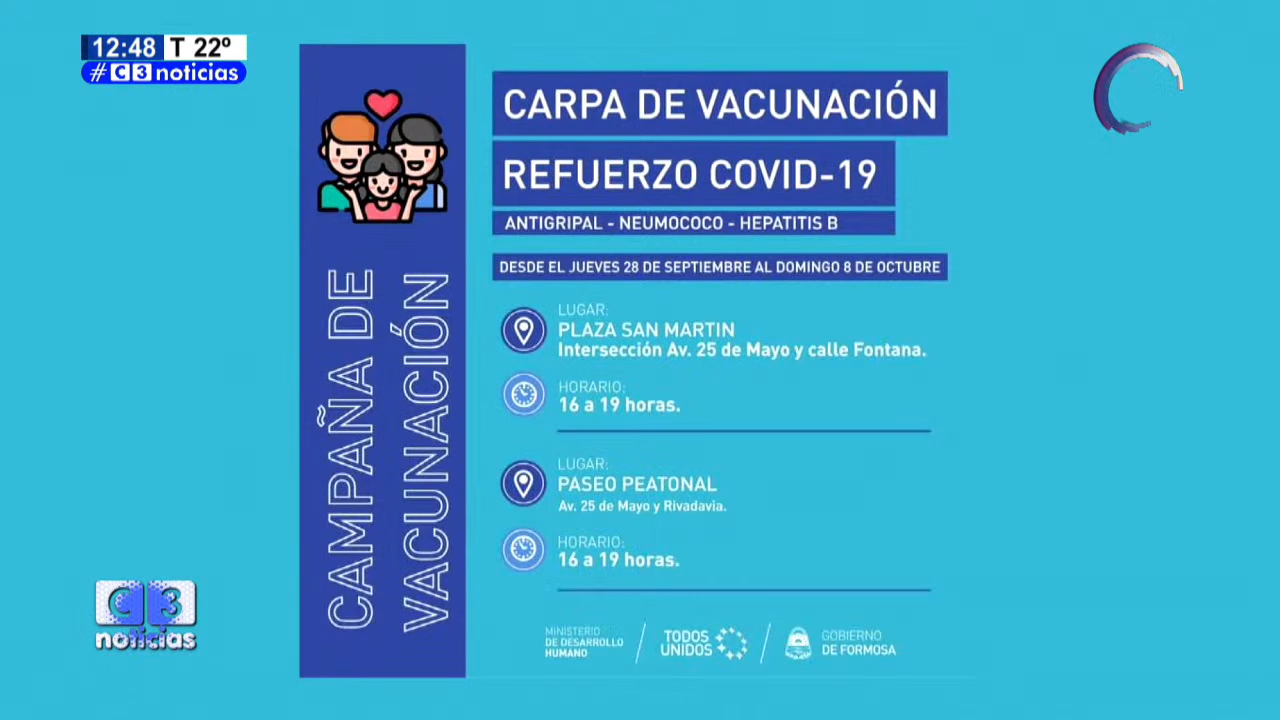 12:48 T 22º
#C3noticias
CAMPAÑA DE
VACUNACIÓN
CARPA DE VACUNACIÓN
REFUERZO COVID-19
ANTIGRIPAL - NEUMOCOCO - HEPATITIS B
DESDE EL JUEVES 28 DE SEPTIEMBRE AL DOMINGO 8 DE OCTUBRE
LUGAR:
PLAZA SAN MARTIN
Intersección Av. 25 de Mayo y calle Fontana.
HORARIO:
16 a 19 horas.
LUGAR:
PASEO PEATONAL
Av. 25 de Mayo y Rivadavia.
HORARIO:
16 a 19 horas.
C3
noticias
MINISTERIO
DE DESARROLLO
HUMANO
TODOS
UNIDOS
GOBIERNO
DE FORMOSA